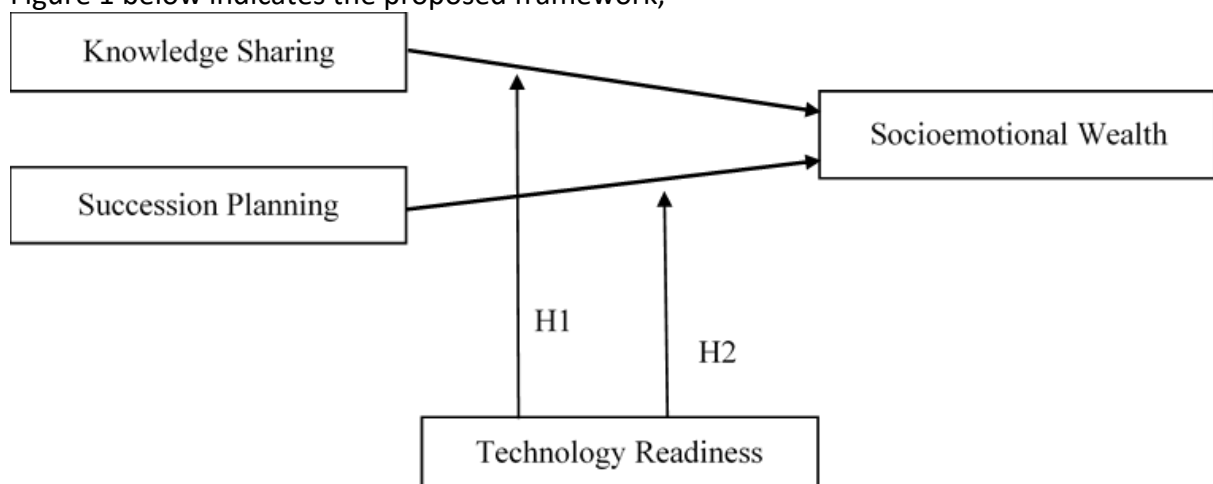 Figure 1 below indicates the proposed framework;
Knowledge Sharing
Socioemotional Wealth
Succession Planning
H1
H2
Technology Readiness